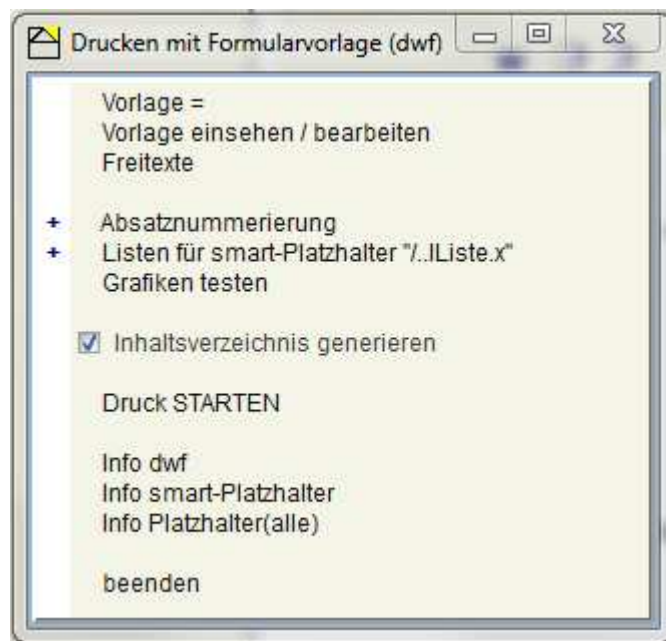 Drucken mit Formularvorlage (dwf)
Vorlage =
Vorlage einsehen / bearbeiten
Freitexte
+ Absatznummerierung
+ Listen für smart-Platzhalter "/..lListe.x"
Grafiken testen
Inhaltsverzeichnis generieren
Druck STARTEN
Info dwf
Info smart-Platzhalter
Info Platzhalter(alle)
beenden